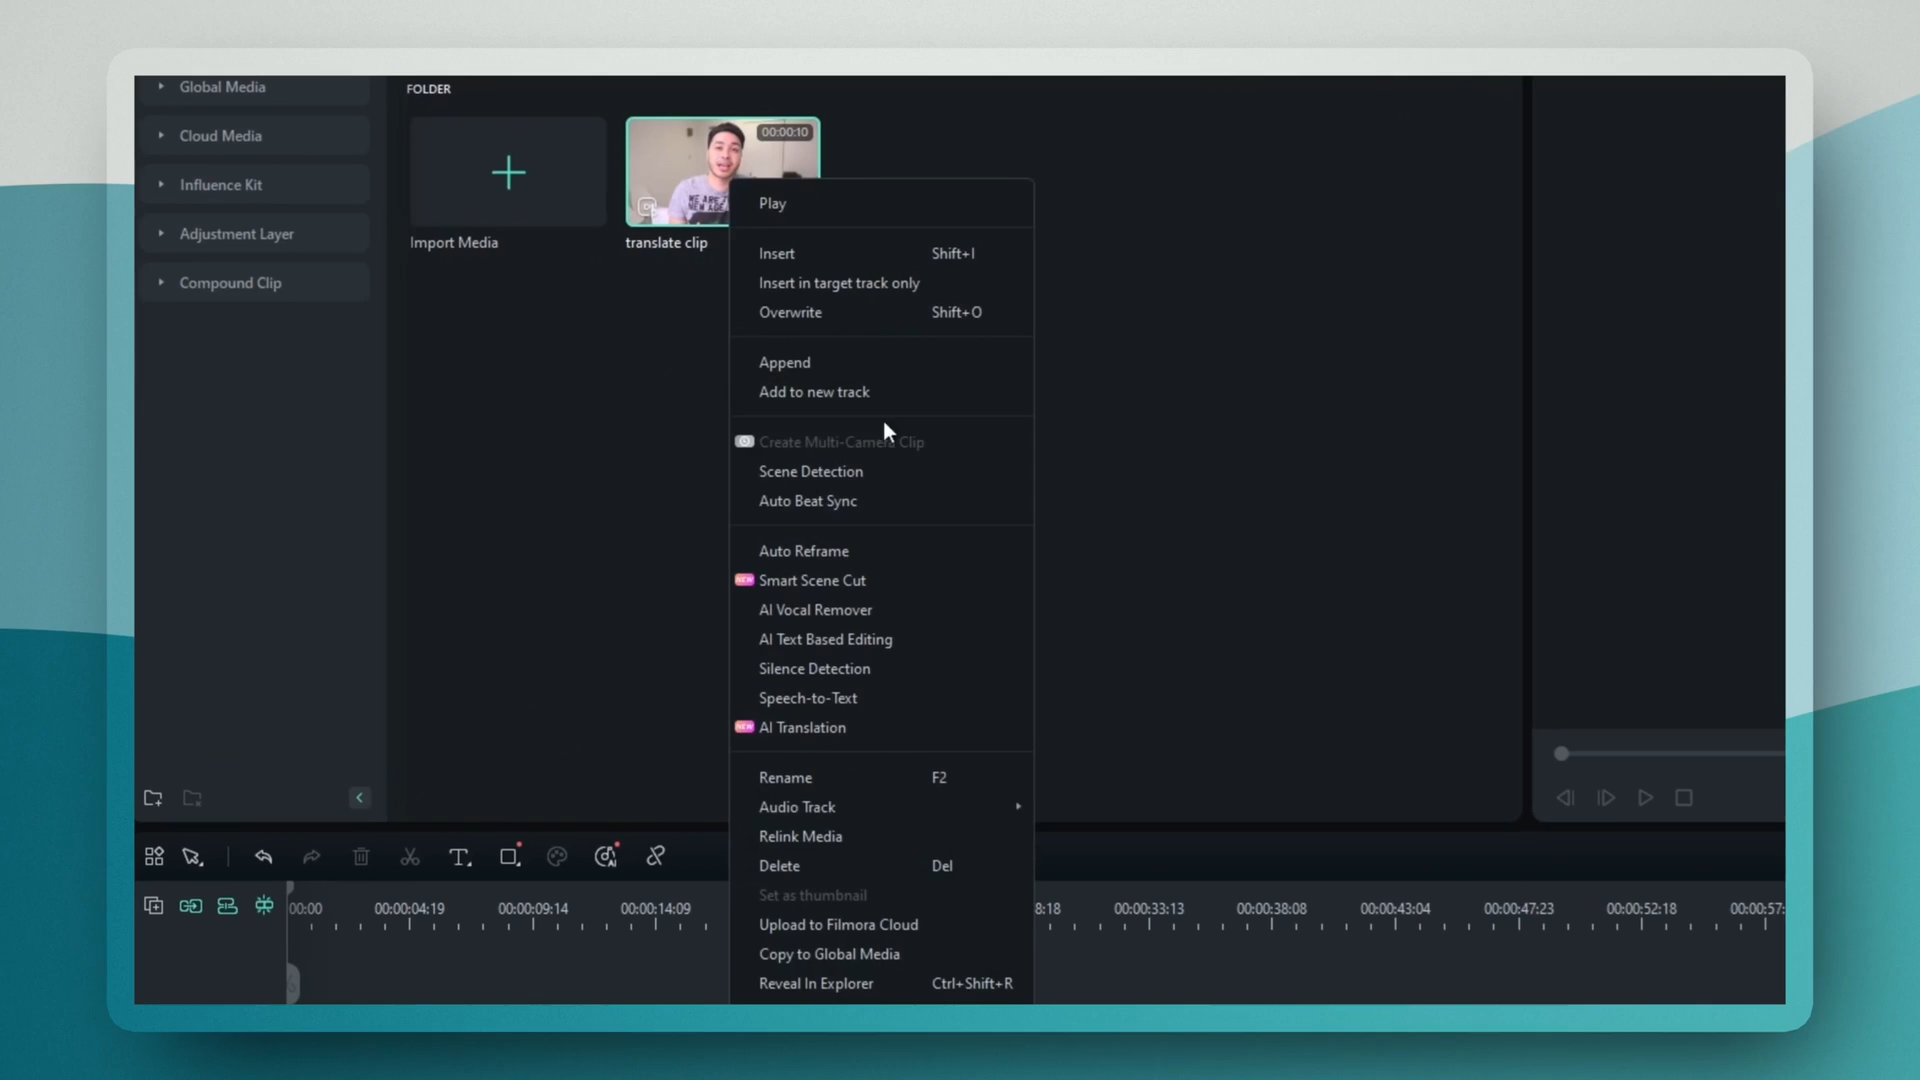 Global Media
Cloud Media
Influence Kit
Adjustment Layer
Compound Clip
FOLDER
00:00:10
Import Media
translate clip
Play
Insert Shift+I
Insert in target track only
Overwrite Shift+O
Append
Add to new track
Create Multi-Camera Clip
Scene Detection
Auto Beat Sync
Auto Reframe
NEW Smart Scene Cut
AI Vocal Remover
AI Text Based Editing
Silence Detection
Speech-to-Text
NEW AI Translation
Rename F2
Audio Track
Relink Media
Delete Del
Set as thumbnail
Upload to Filmora Cloud
Copy to Global Media
Reveal In Explorer Ctrl+Shift+R
00:00 00:00:04:19 00:00:09:14 00:00:14:09 8:18 00:00:33:13 00:00:38:08 00:00:43:04 00:00:47:23 00:00:52:18 00:00:57: